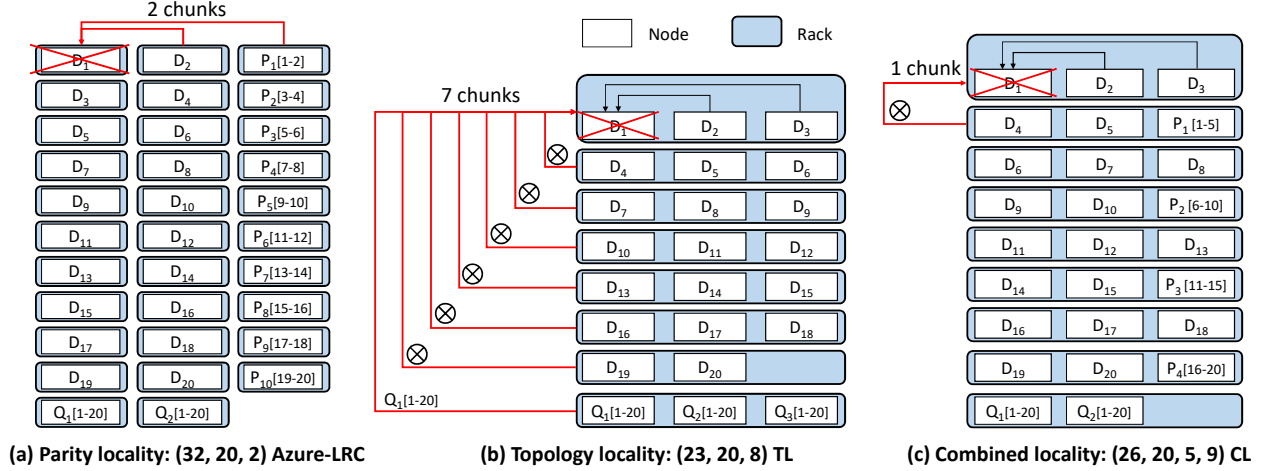 2 chunks
D1 D2 P1[1-2]
D3 D4 P2[3-4]
D5 D6 P3[5-6]
D7 D8 P4[7-8]
D9 D10 P5[9-10]
D11 D12 P6[11-12]
D13 D14 P7[13-14]
D15 D16 P8[15-16]
D17 D18 P9[17-18]
D19 D20 P10[19-20]
Q1[1-20] Q2[1-20]
(a) Parity locality: (32, 20, 2) Azure-LRC
Node Rack
7 chunks
D1 D2 D3
D4 D5 D6
D7 D8 D9
D10 D11 D12
D13 D14 D15
D16 D17 D18
D19 D20
Q1[1-20]
Q1[1-20] Q2[1-20] Q3[1-20]
(b) Topology locality: (23, 20, 8) TL
1 chunk
D1 D2 D3
D4 D5 P1 [1-5]
D6 D7 D8
D9 D10 P2 [6-10]
D11 D12 D13
D14 D15 P3 [11-15]
D16 D17 D18
D19 D20 P4[16-20]
Q1[1-20] Q2[1-20]
(c) Combined locality: (26, 20, 5, 9) CL